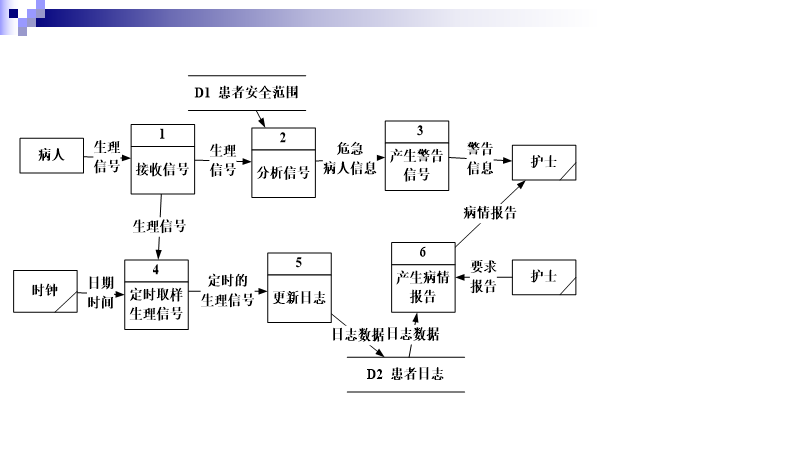 D1 患者安全范围
1
2
3
病人
生理
信号
接收信号
生理
信号
分析信号
危急
病人信息
产生警告
信号
警告
信息
护士
生理信号
病情报告
4
5
6
时钟
日期
时间
定时取样
生理信号
定时的
生理信号
更新日志
产生病情
报告
要求
报告
护士
日志数据
日志数据
D2 患者日志